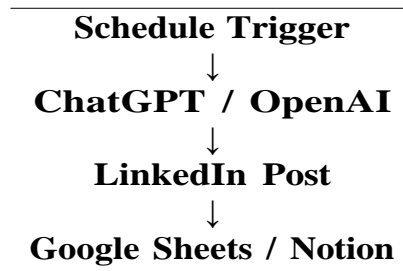 Schedule Trigger
↓
ChatGPT / OpenAI
↓
LinkedIn Post
↓
Google Sheets / Notion